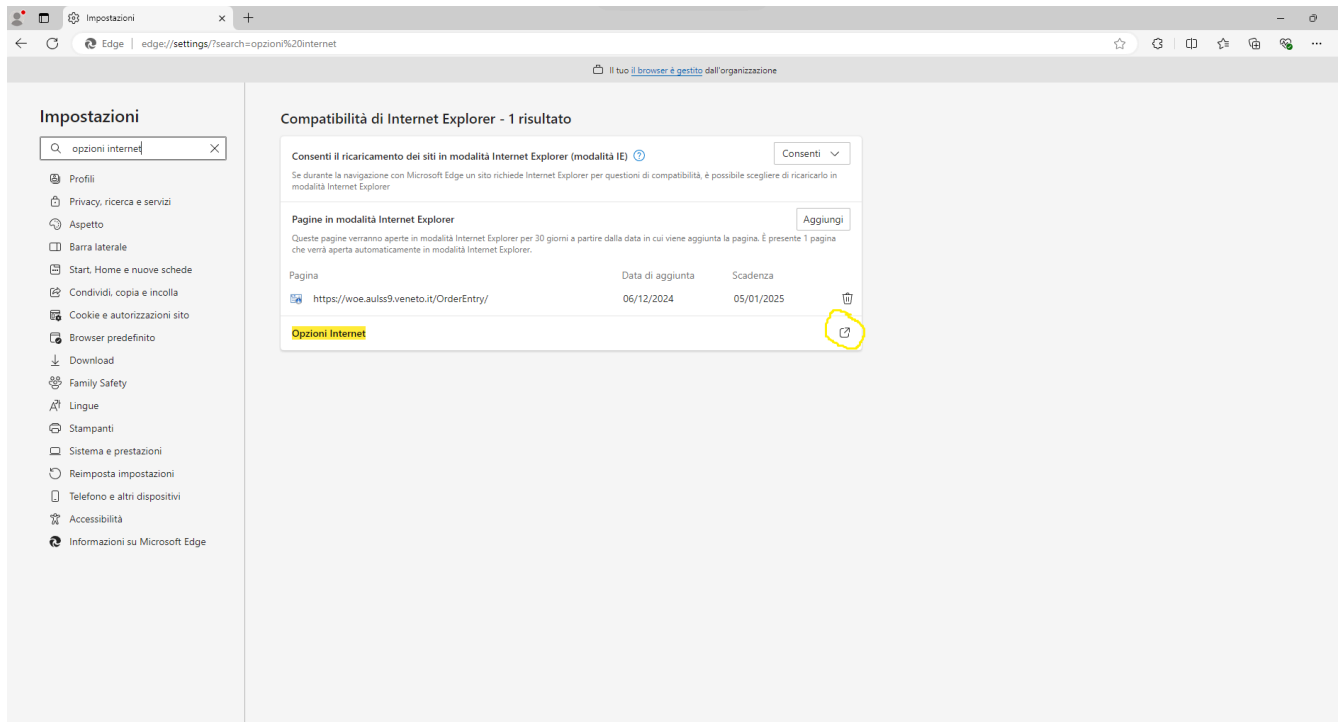 Impostazioni
Edge
edge://settings/?search=opzioni%20internet
Il tuo il browser è gestito dall'organizzazione
Impostazioni
opzioni internet
Profili
Privacy, ricerca e servizi
Aspetto
Barra laterale
Start, Home e nuove schede
Condividi, copia e incolla
Cookie e autorizzazioni sito
Browser predefinito
Download
Family Safety
Lingue
Stampanti
Sistema e prestazioni
Reimposta impostazioni
Telefono e altri dispositivi
Accessibilità
Informazioni su Microsoft Edge
Compatibilità di Internet Explorer - 1 risultato
Consenti il ricaricamento dei siti in modalità Internet Explorer (modalità IE)
Consenti
Se durante la navigazione con Microsoft Edge un sito richiede Internet Explorer per questioni di compatibilità, è possibile scegliere di ricaricarlo in
modalità Internet Explorer
Pagine in modalità Internet Explorer
Aggiungi
Queste pagine verranno aperte in modalità Internet Explorer per 30 giorni a partire dalla data in cui viene aggiunta la pagina. È presente 1 pagina
che verrà aperta automaticamente in modalità Internet Explorer.
Pagina Data di aggiunta Scadenza
https://woe.aulss9.veneto.it/OrderEntry/ 06/12/2024 05/01/2025
Opzioni Internet